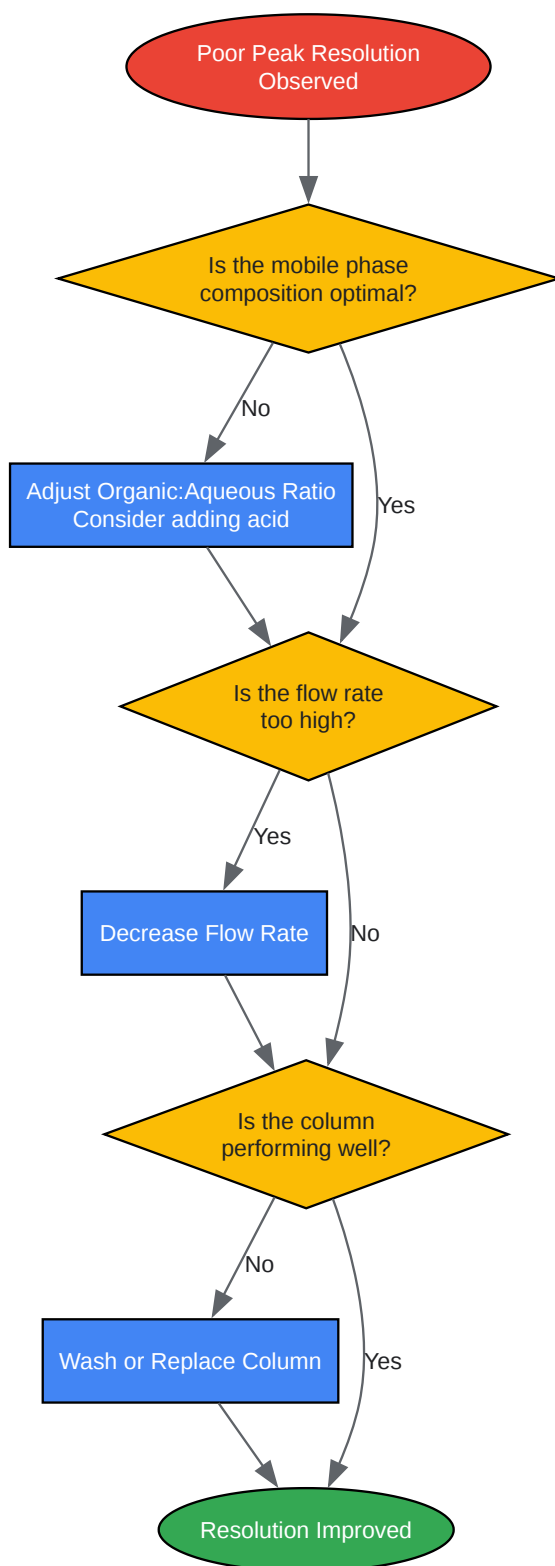 Poor Peak Resolution
Observed
Is the mobile phase
composition optimal?
No
Adjust Organic:Aqueous Ratio
Consider adding acid
Yes
Is the flow rate
too high?
Yes
Decrease Flow Rate
No
Is the column
performing well?
No
Wash or Replace Column
Yes
Resolution Improved